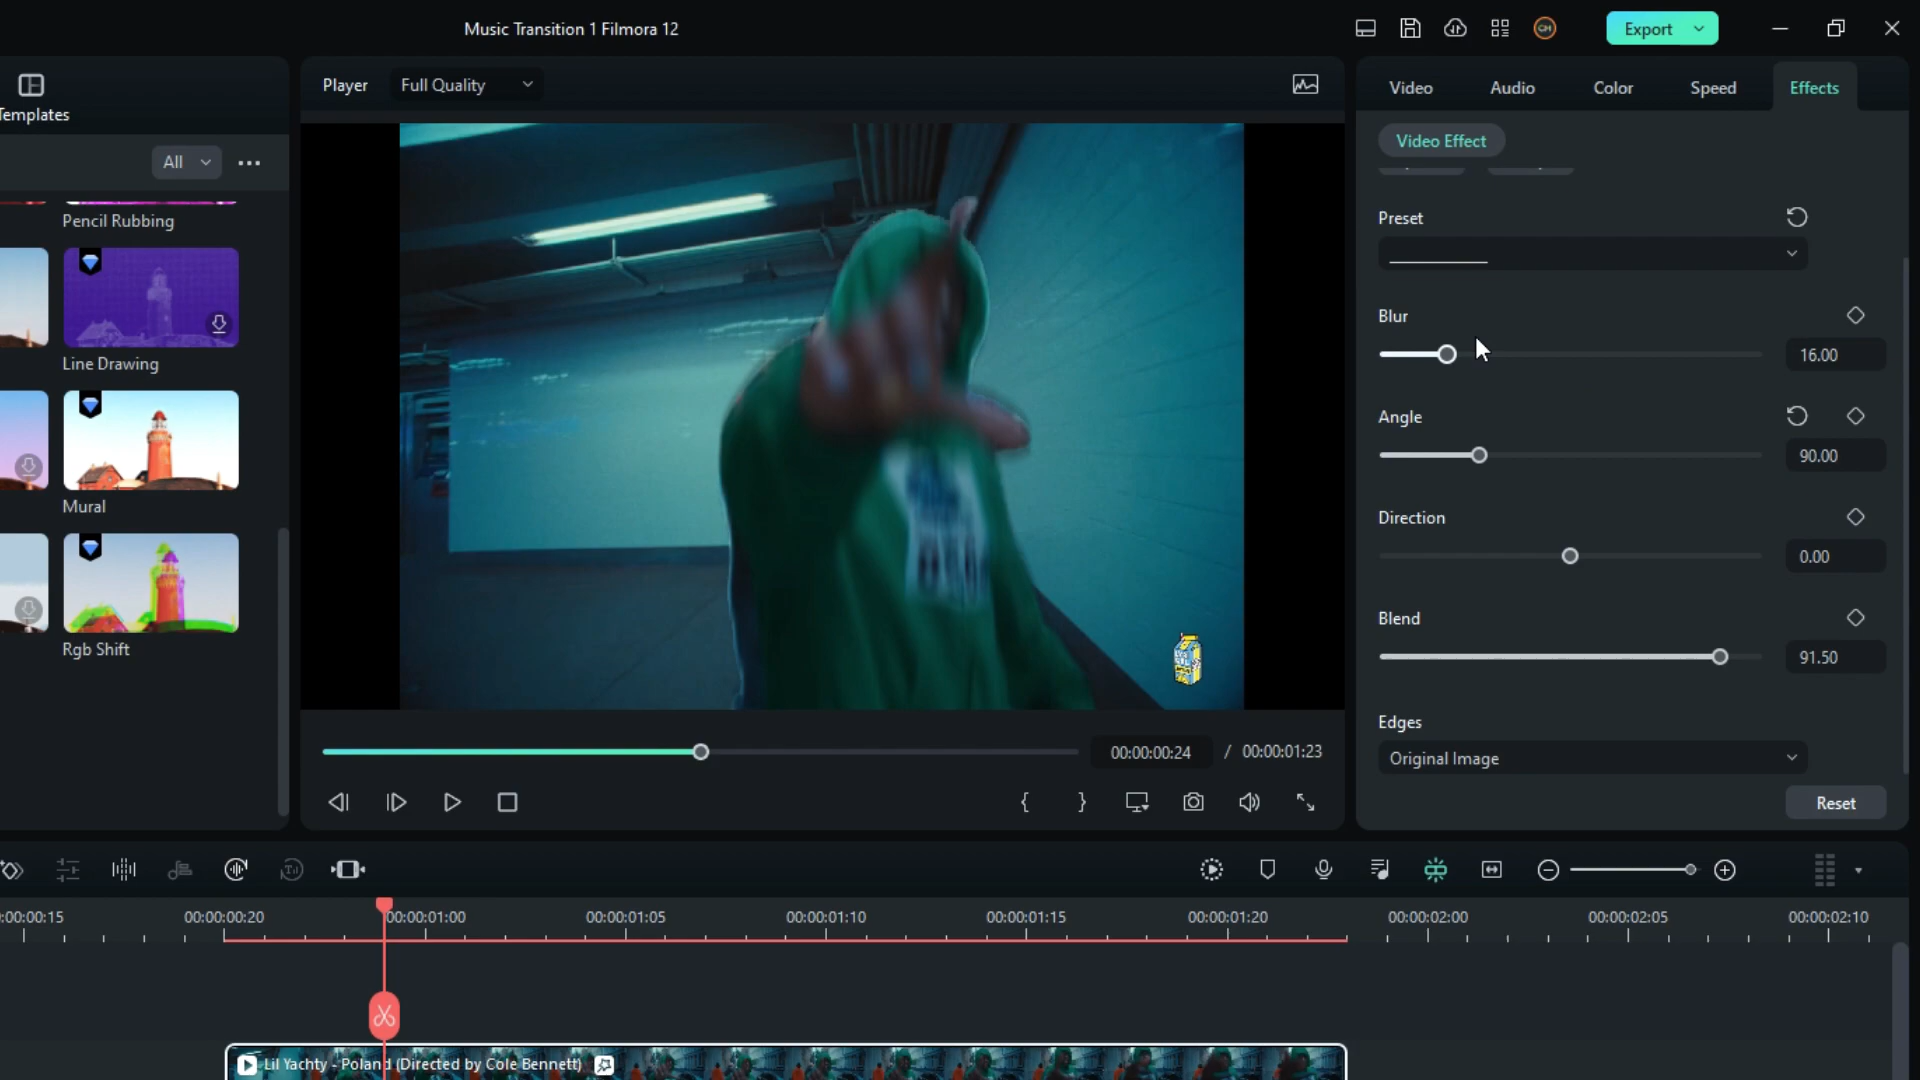 Music Transition 1 Filmora 12
Export
Templates
Player
Full Quality
Video
Audio
Color
Speed
Effects
All
Video Effect
Pencil Rubbing
Preset
Blur
16.00
Line Drawing
Angle
90.00
Mural
Direction
0.00
Rgb Shift
Blend
91.50
Edges
Original Image
00:00:00:24 / 00:00:01:23
Reset
:00:00:15
00:00:00:20
00:00:01:00
00:00:01:05
00:00:01:10
00:00:01:15
00:00:01:20
00:00:02:00
00:00:02:05
00:00:02:10
Lil Yachty - Poland (Directed by Cole Bennett)